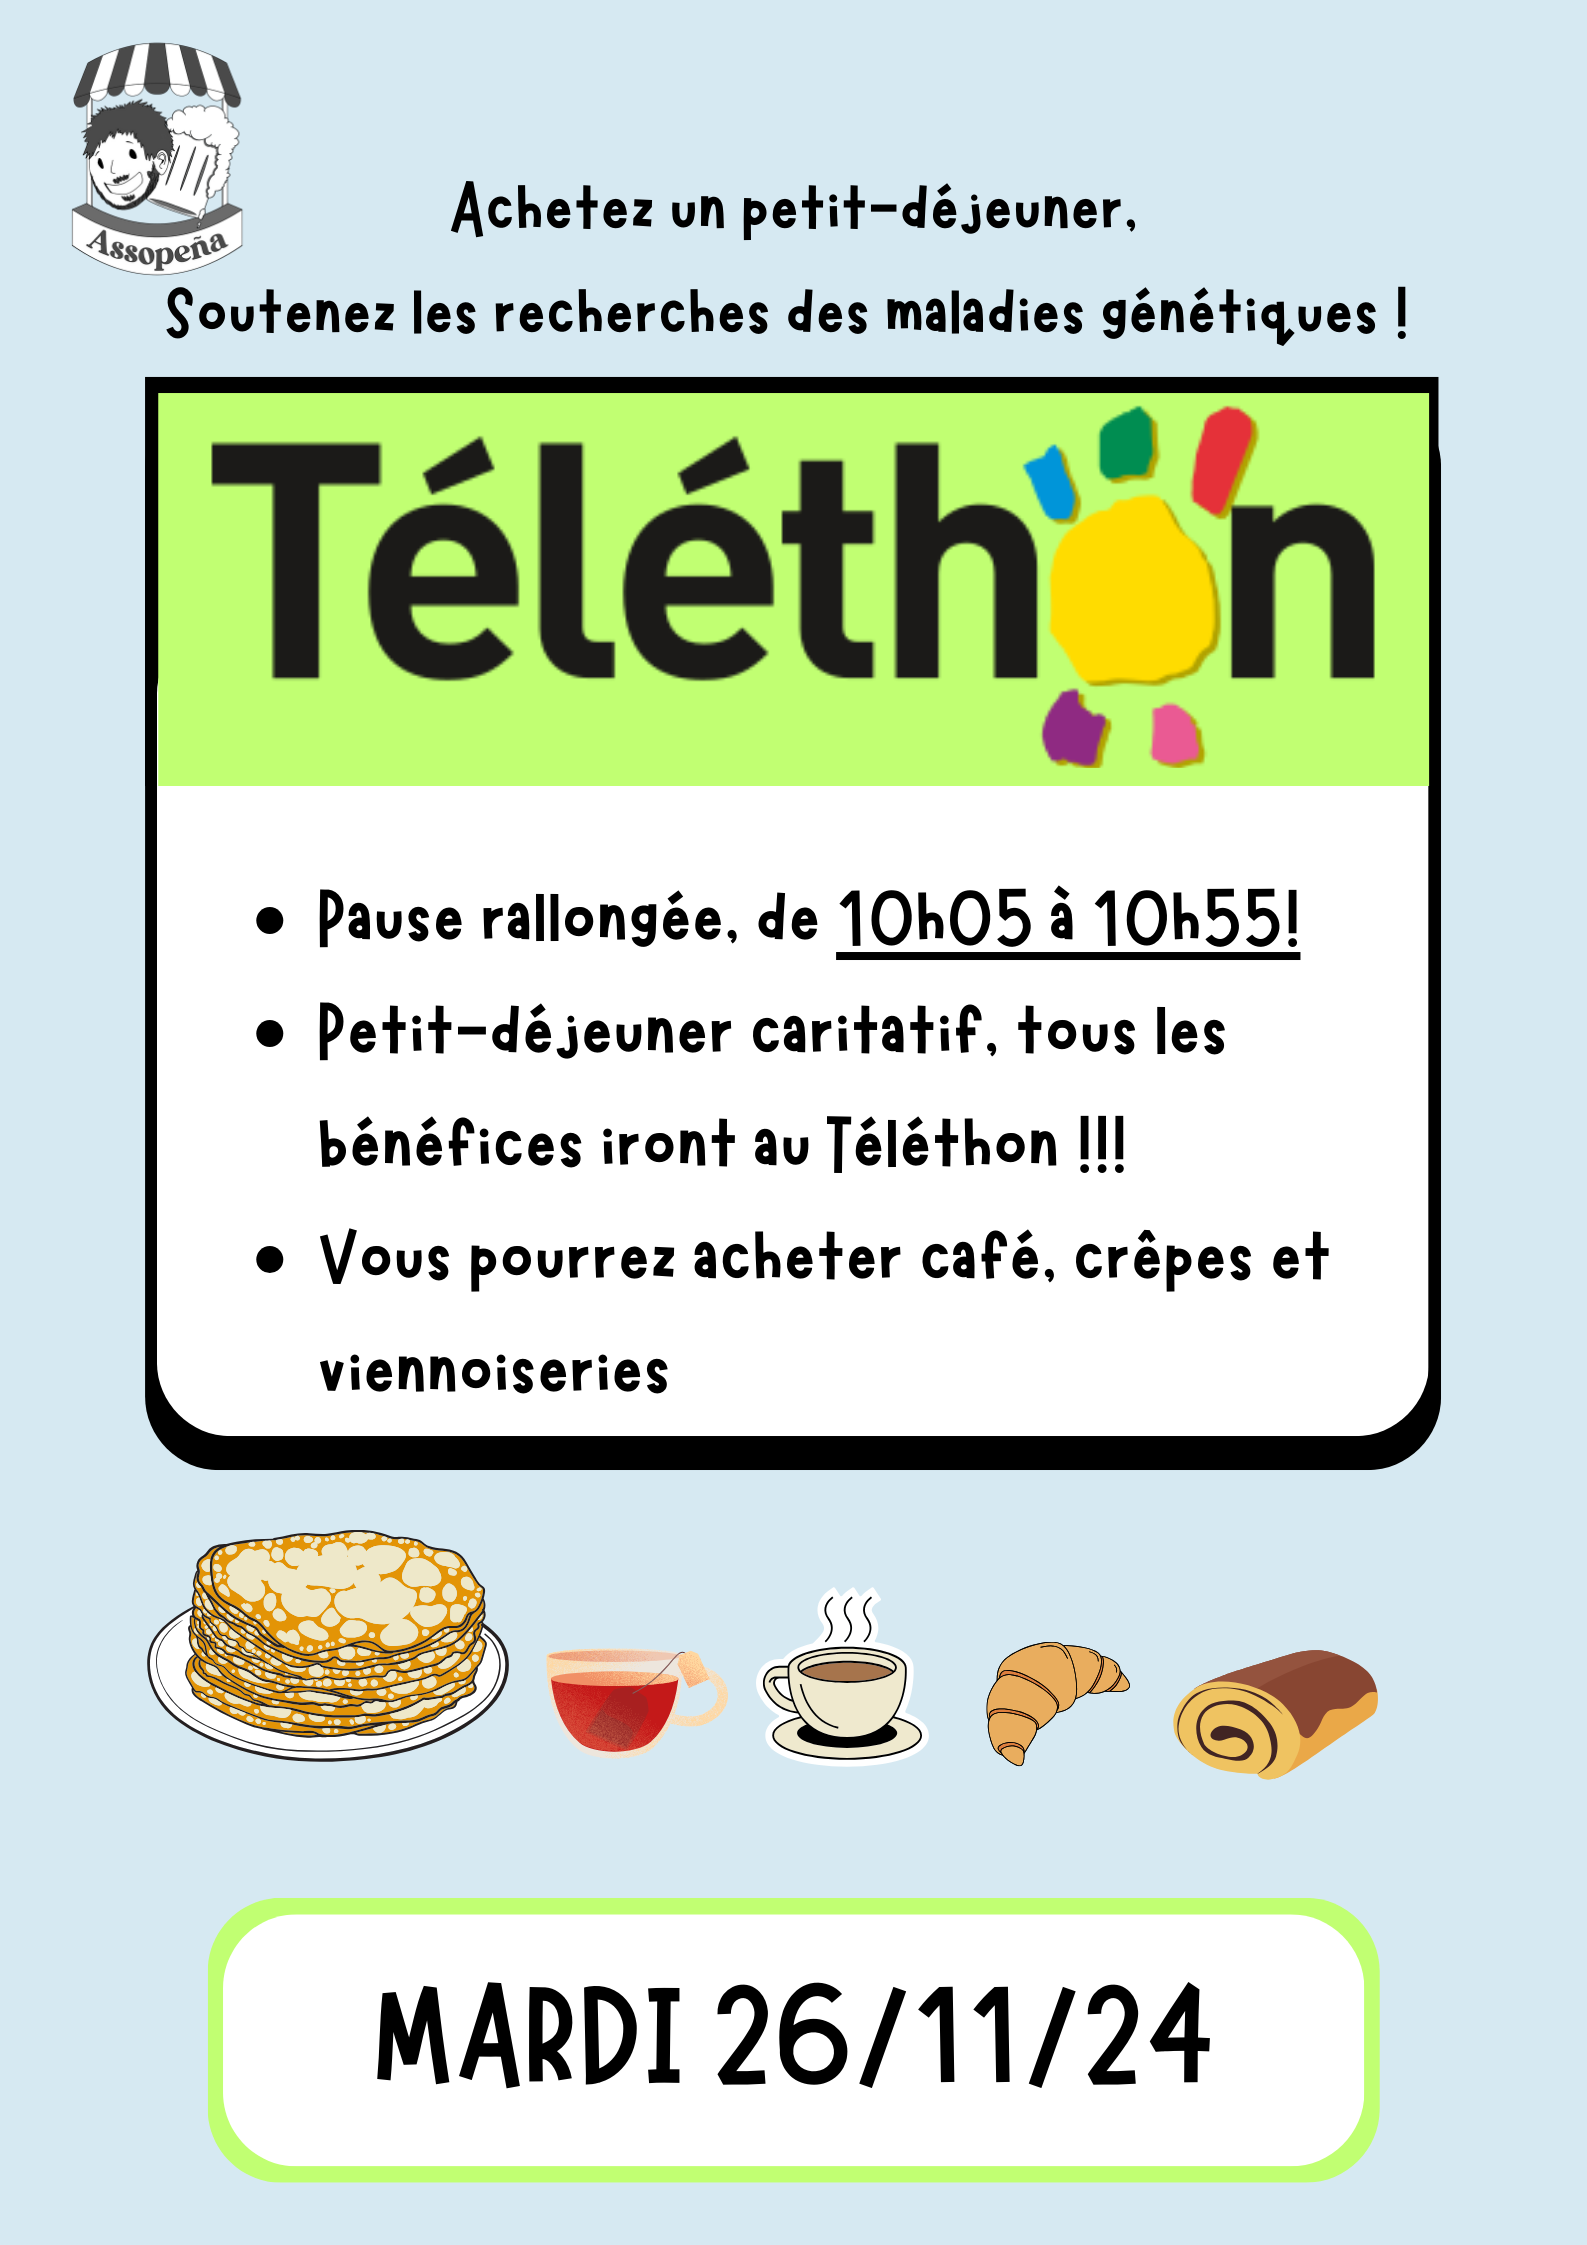 Assopeña
Achetez un petit-déjeuner,
Soutenez les recherches des maladies génétiques !
Téléthon
• Pause rallongée, de 10h05 à 10h55!
• Petit-déjeuner caritatif, tous les
bénéfices iront au Téléthon !!!
• Vous pourrez acheter café, crêpes et
viennoiseries
MARDI 26/11/24